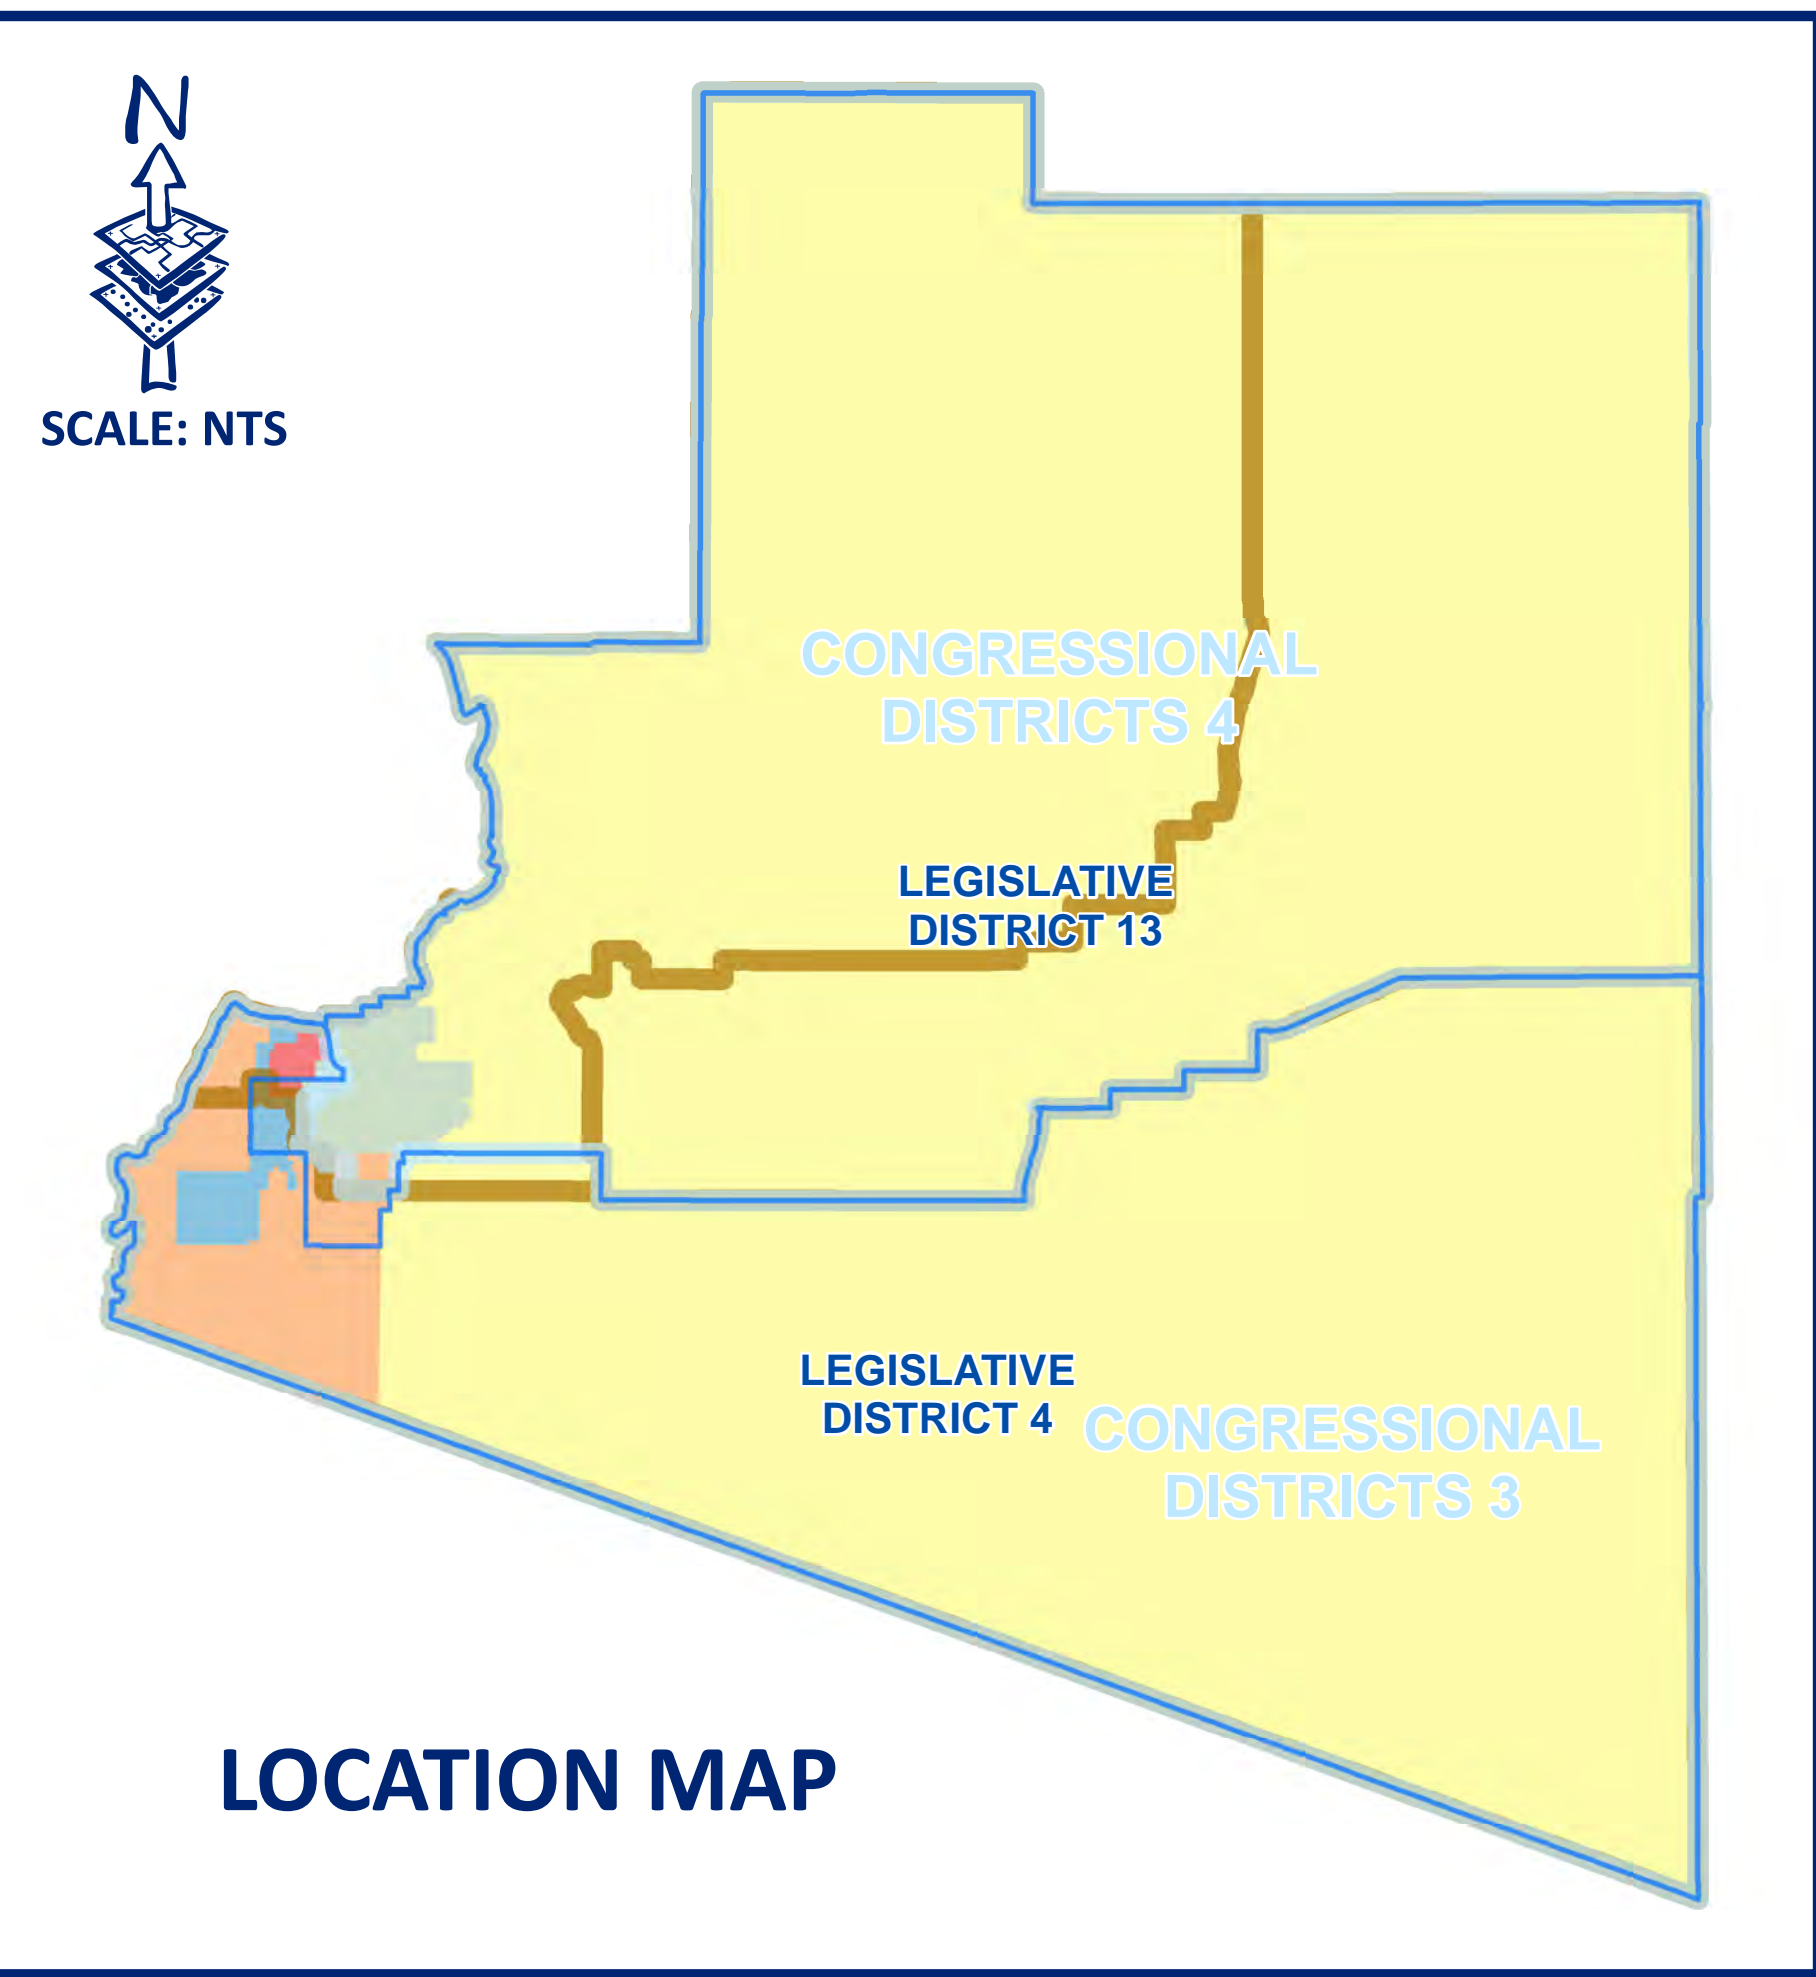 N
SCALE: NTS
CONGRESSIONAL
DISTRICTS 4
LEGISLATIVE
DISTRICT 13
LEGISLATIVE
DISTRICT 4
CONGRESSIONAL
DISTRICTS 3
LOCATION MAP